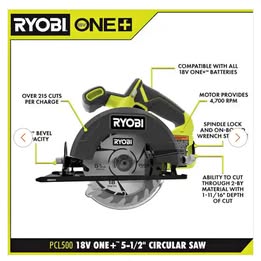 RYOBI ONE+
COMPATIBLE WITH ALL
18V ONE+™ BATTERIES
OVER 215 CUTS
PER CHARGE
MOTOR PROVIDES
4,700 RPM
BEVEL
CAPACITY
SPINDLE LOCK
AND ON-BOARD
WRENCH
RYOBI
ABILITY TO CUT
THROUGH 2-BY
MATERIAL WITH
1-11/16" DEPTH
OF CUT
PCL500 18V ONE+™ 5-1/2" CIRCULAR SAW